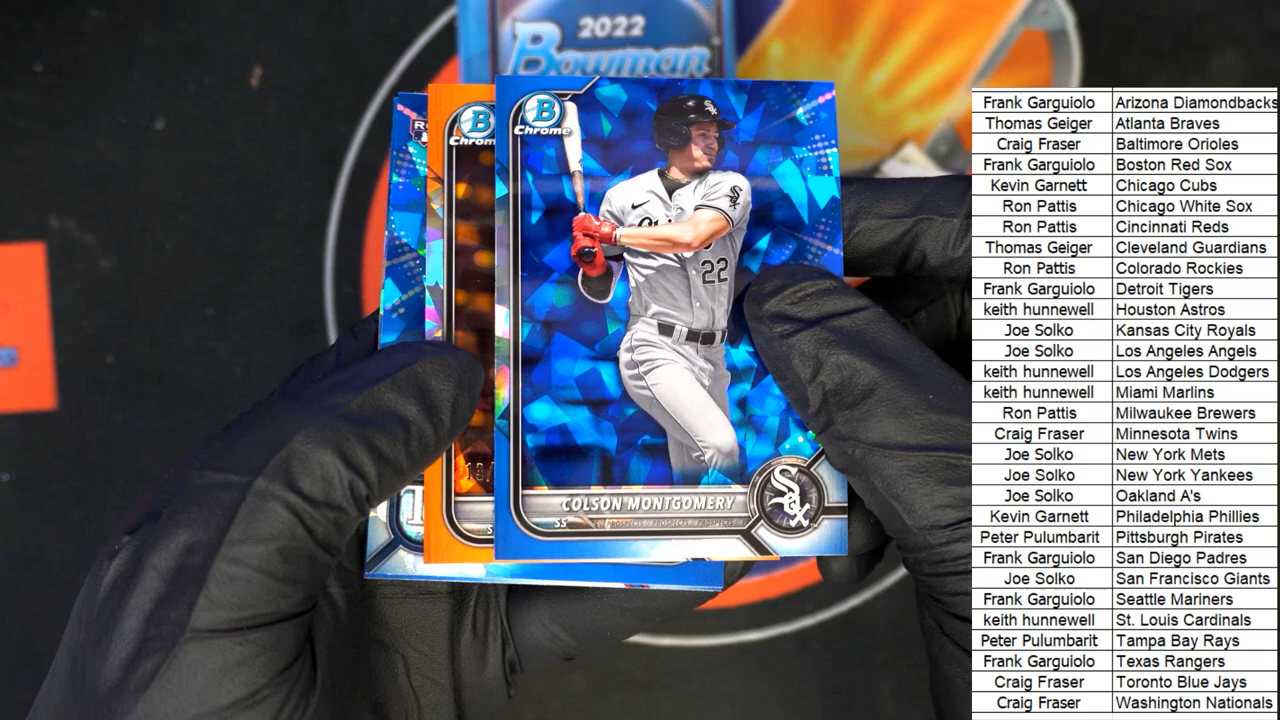 2022
Bowman
B
Chrome
B
Chrom
R
22
COLSON MONTGOMERY
SS
PROSPECTS / PROSPECTS / PROSPECTS
Sox
Frank Garguiolo Arizona Diamondbacks
Thomas Geiger Atlanta Braves
Craig Fraser Baltimore Orioles
Frank Garguiolo Boston Red Sox
Kevin Garnett Chicago Cubs
Ron Pattis Chicago White Sox
Ron Pattis Cincinnati Reds
Thomas Geiger Cleveland Guardians
Ron Pattis Colorado Rockies
Frank Garguiolo Detroit Tigers
keith hunnewell Houston Astros
Joe Solko Kansas City Royals
Joe Solko Los Angeles Angels
keith hunnewell Los Angeles Dodgers
keith hunnewell Miami Marlins
Ron Pattis Milwaukee Brewers
Craig Fraser Minnesota Twins
Joe Solko New York Mets
Joe Solko New York Yankees
Joe Solko Oakland A's
Kevin Garnett Philadelphia Phillies
Peter Pulumbarit Pittsburgh Pirates
Frank Garguiolo San Diego Padres
Joe Solko San Francisco Giants
Frank Garguiolo Seattle Mariners
keith hunnewell St. Louis Cardinals
Peter Pulumbarit Tampa Bay Rays
Frank Garguiolo Texas Rangers
Craig Fraser Toronto Blue Jays
Craig Fraser Washington Nationals